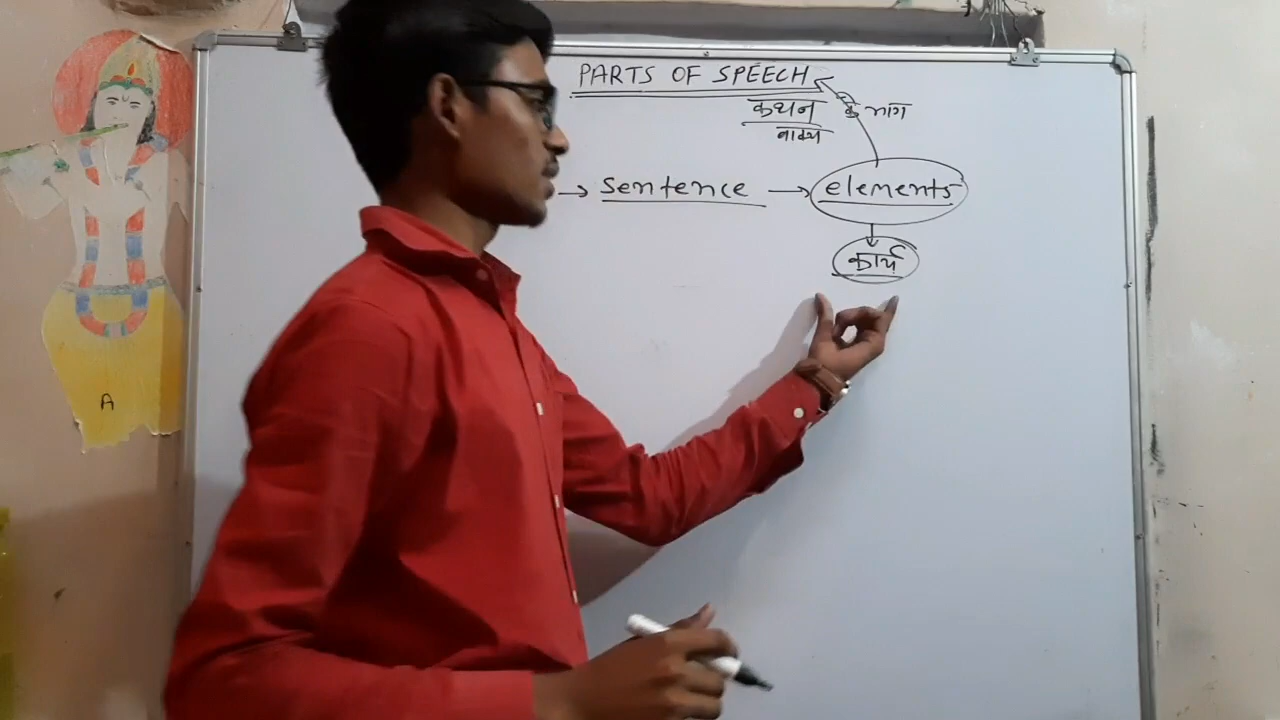 PARTS OF SPEECH
कथन के भाग
वाक्य
→ Sentence → elements
कार्य
A